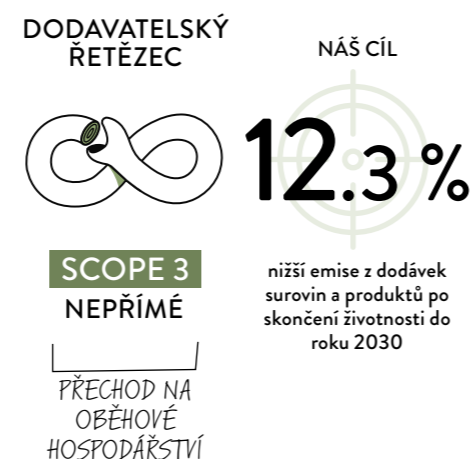 DODAVATELSKÝ
ŘETĚZEC
SCOPE 3
NEPŘÍMÉ
PŘECHOD NA
OBĚHOVÉ
HOSPODÁŘSTVÍ
NÁŠ CÍL
12.3 %
nižší emise z dodávek
surovin a produktů po
skončení životnosti do
roku 2030